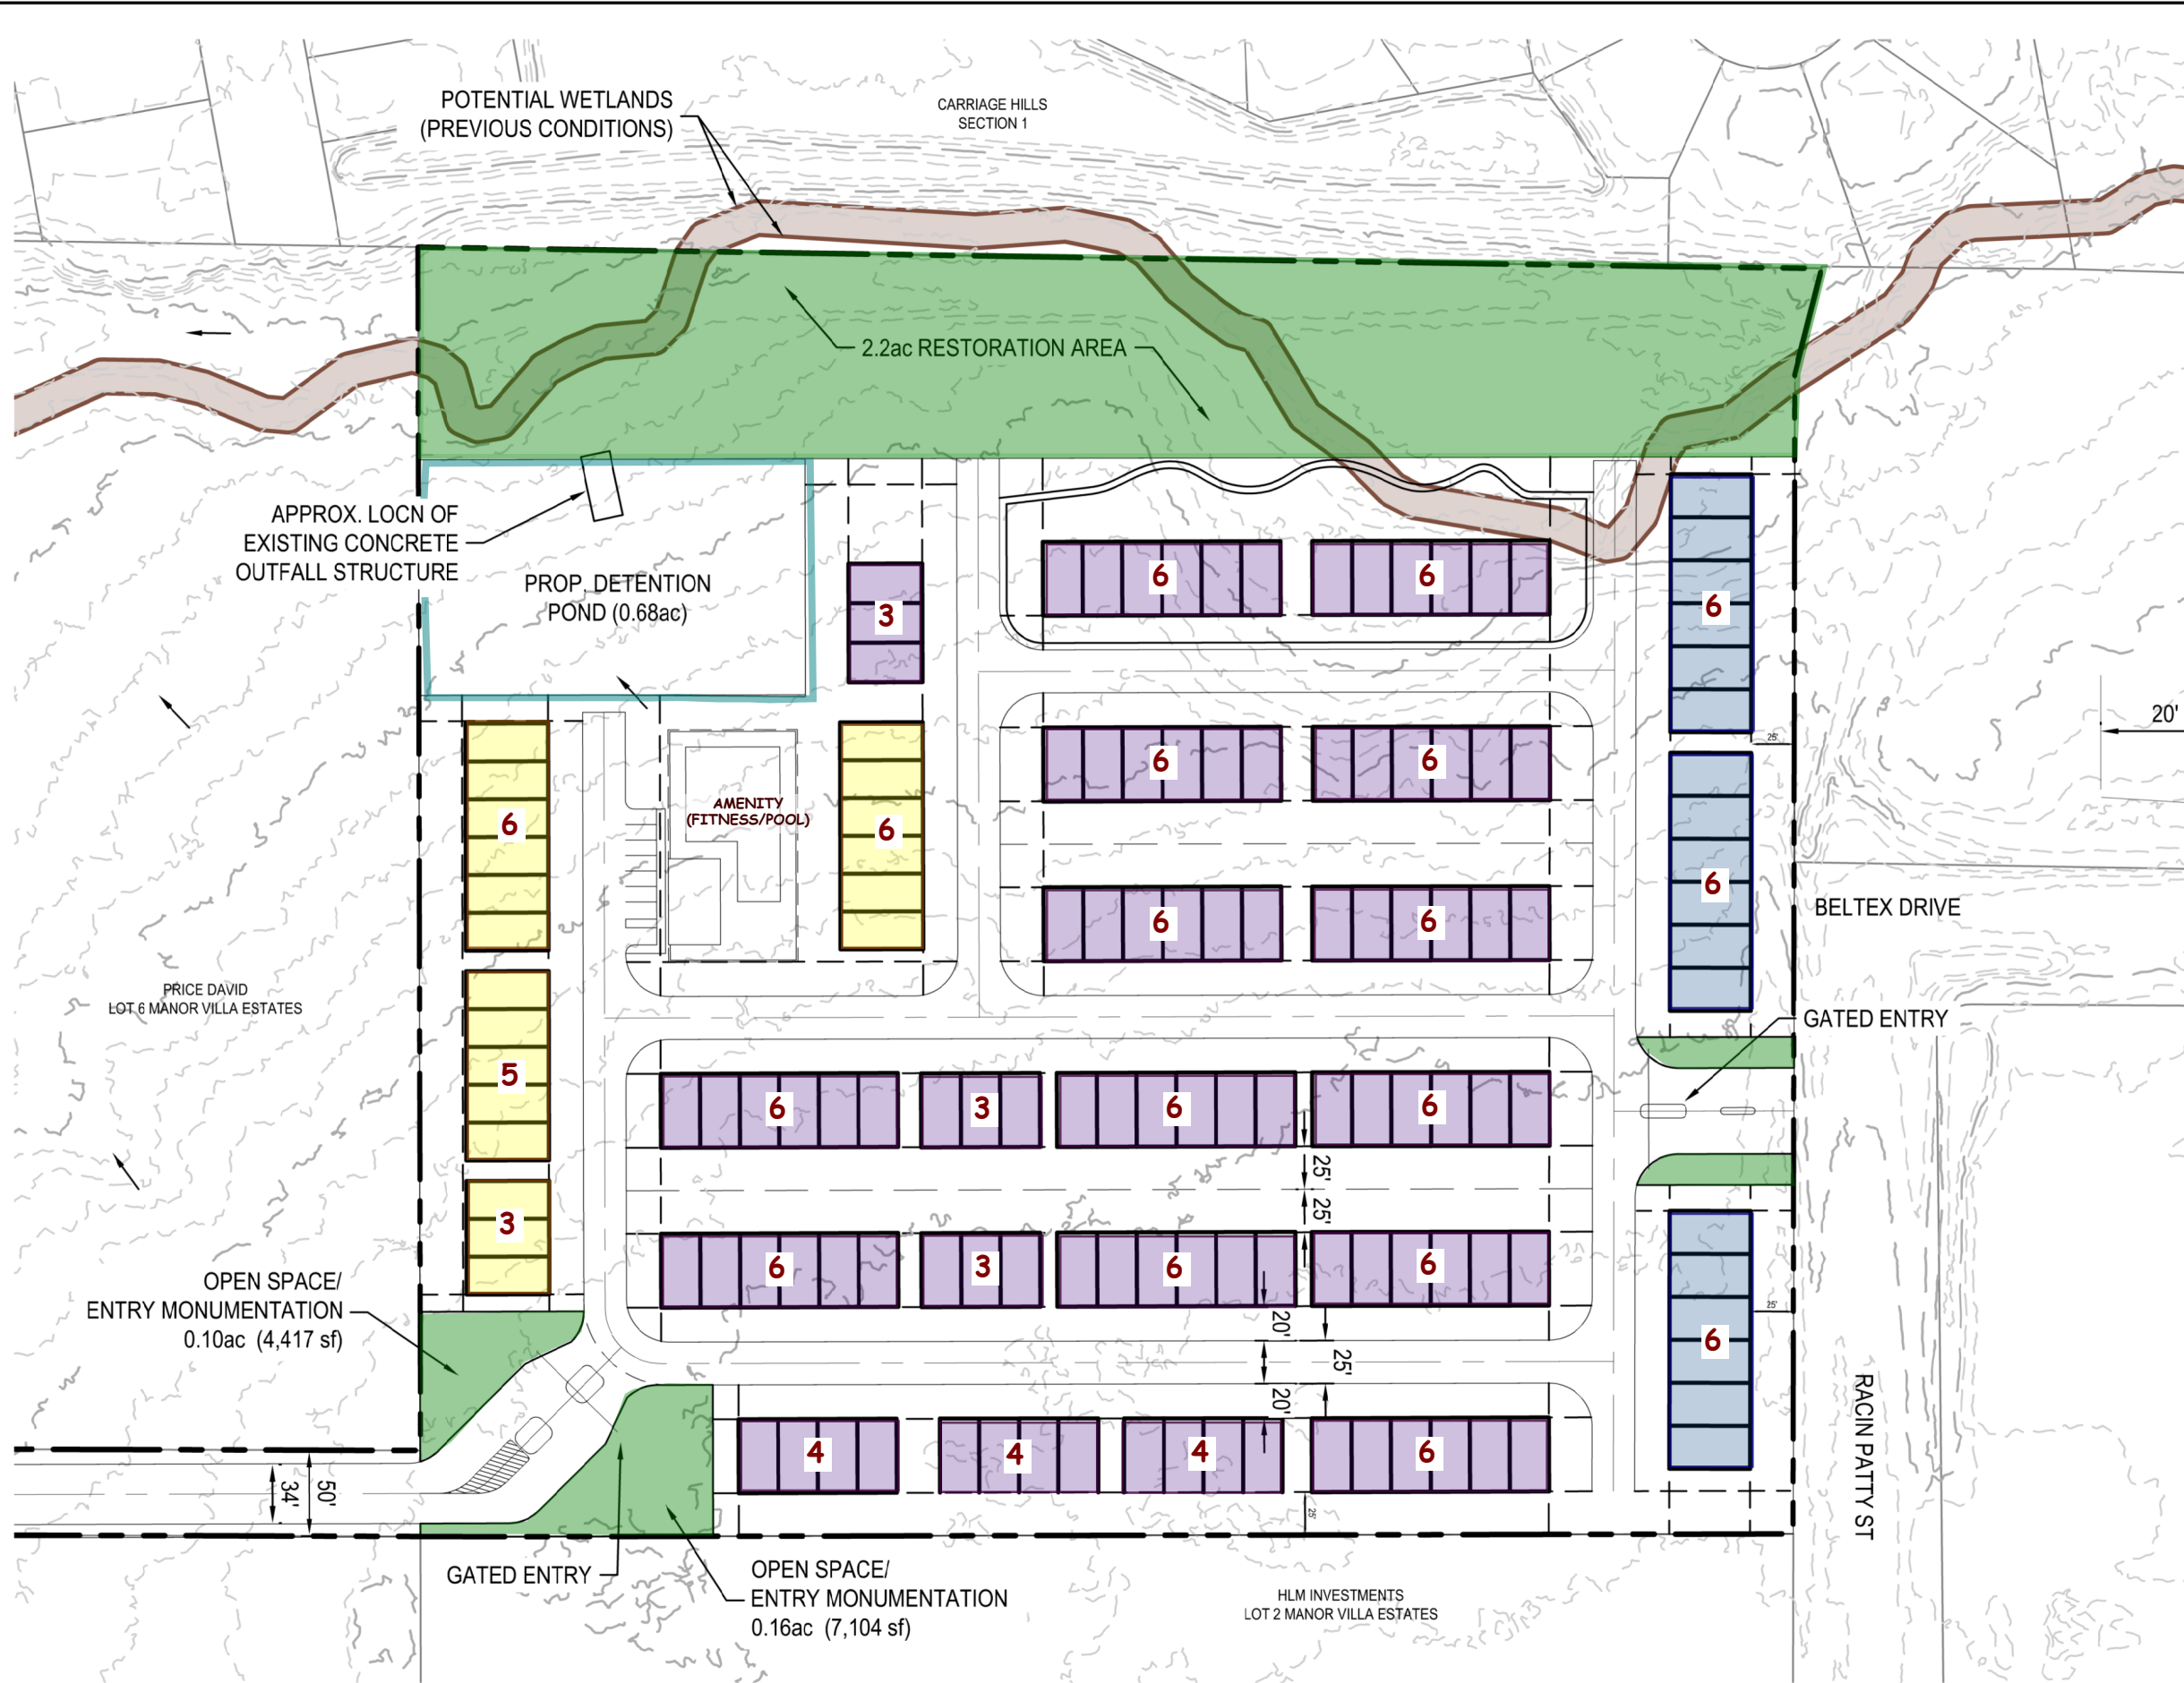 POTENTIAL WETLANDS
(PREVIOUS CONDITIONS)
CARRIAGE HILLS
SECTION 1
2.2ac RESTORATION AREA
APPROX. LOCN OF
EXISTING CONCRETE
OUTFALL STRUCTURE
PROP. DETENTION
POND (0.68ac)
3
6
6
6
20'
25'
6
6
6
AMENITY
(FITNESS/POOL)
6
6
6
6
BELTEX DRIVE
PRICE DAVID
LOT 6 MANOR VILLA ESTATES
GATED ENTRY
5
6
3
6
6
25'
25'
3
6
3
6
6
OPEN SPACE/
ENTRY MONUMENTATION
0.10ac (4,417 sf)
20'
25'
20'
25'
6
RACIN PATTY ST
4
4
4
6
34'
50'
25'
GATED ENTRY
OPEN SPACE/
ENTRY MONUMENTATION
0.16ac (7,104 sf)
HLM INVESTMENTS
LOT 2 MANOR VILLA ESTATES